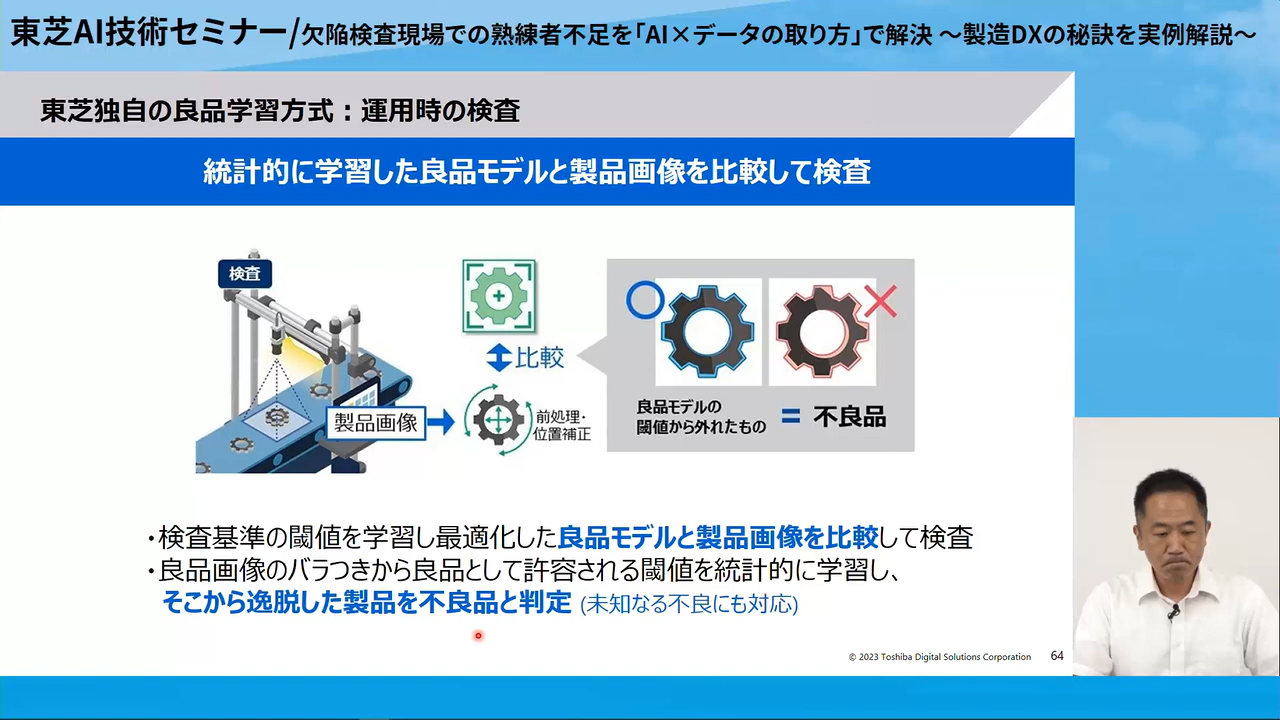 東芝AI技術セミナー/欠陥検査現場での熟練者不足を「AI×データの取り方」で解決 ～製造DXの秘訣を実例解説～
東芝独自の良品学習方式：運用時の検査
統計的に学習した良品モデルと製品画像を比較して検査
検査
比較
製品画像
前処理・
位置補正
良品モデルの
閾値から外れたもの
= 不良品
・検査基準の閾値を学習し最適化した良品モデルと製品画像を比較して検査
・良品画像のバラつきから良品として許容される閾値を統計的に学習し、
そこから逸脱した製品を不良品と判定 (未知なる不良にも対応)
© 2023 Toshiba Digital Solutions Corporation 64